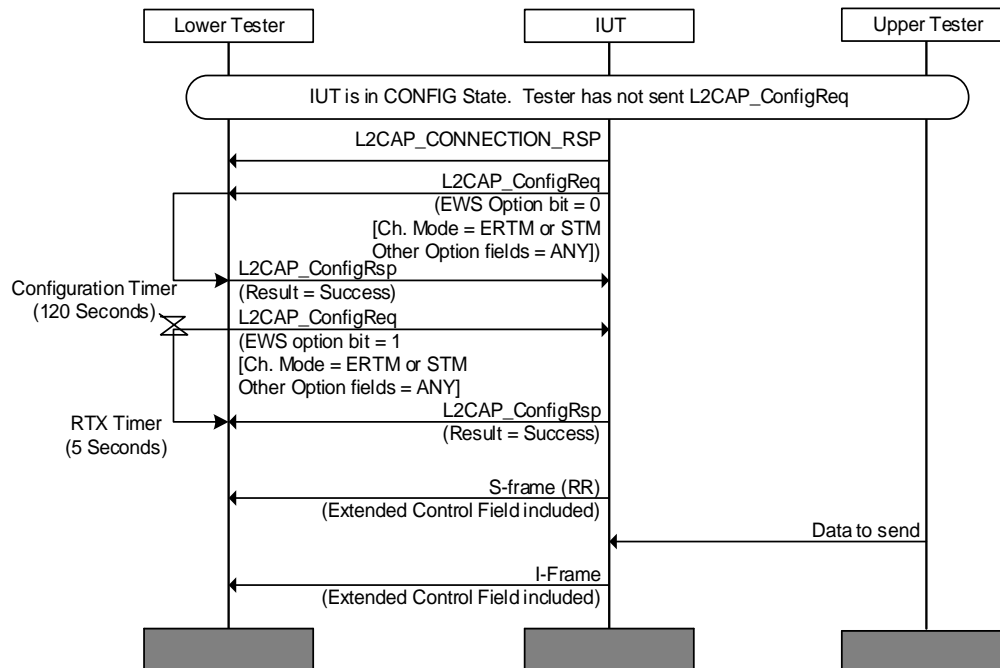 Lower Tester
IUT
Upper Tester
IUT is in CONFIG State. Tester has not sent L2CAP_ConfigReq
L2CAP_CONNECTION_RSP
L2CAP_ConfigReq
(EWS Option bit = 0
[Ch. Mode = ERTM or STM
Other Option fields = ANY])
L2CAP_ConfigRsp
(Result = Success)
Configuration Timer
(120 Seconds)
L2CAP_ConfigReq
(EWS option bit = 1
[Ch. Mode = ERTM or STM
Other Option fields = ANY]
L2CAP_ConfigRsp
(Result = Success)
RTX Timer
(5 Seconds)
S-frame (RR)
(Extended Control Field included)
Data to send
I-Frame
(Extended Control Field included)